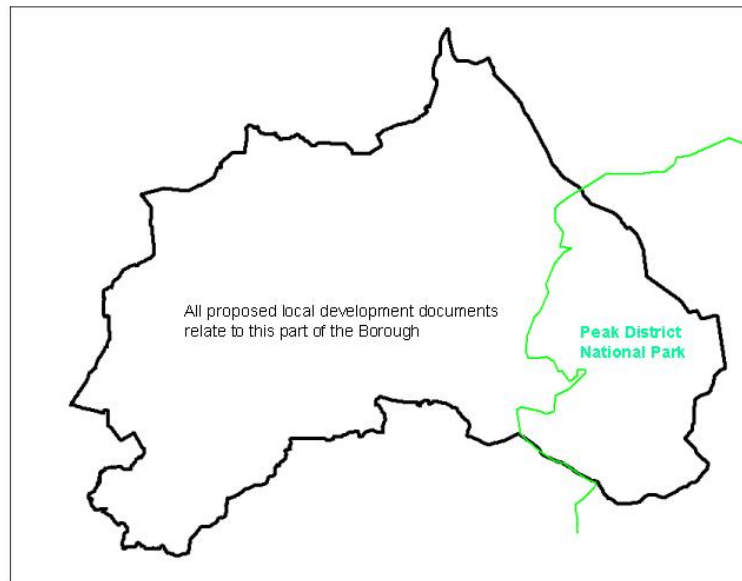 All proposed local development documents
relate to this part of the Borough
Peak District
National Park